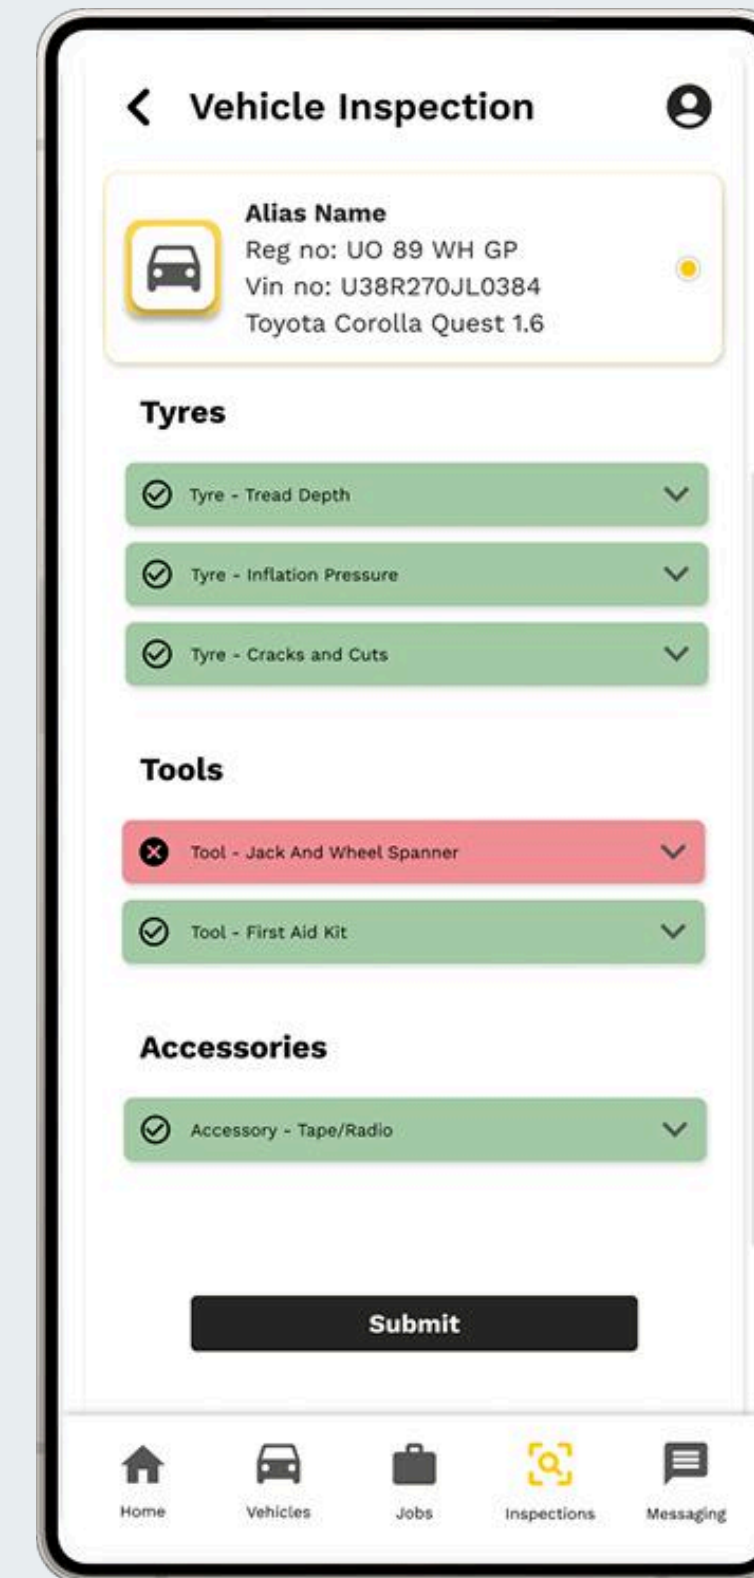 Vehicle Inspection
Alias Name
Reg no: UO 89 WH GP
Vin no: U38R270JL0384
Toyota Corolla Quest 1.6
Tyres
Tyre - Tread Depth
Tyre - Inflation Pressure
Tyre - Cracks and Cuts
Tools
Tool - Jack And Wheel Spanner
Tool - First Aid Kit
Accessories
Accessory - Tape/Radio
Submit
Home Vehicles Jobs Inspections Messaging